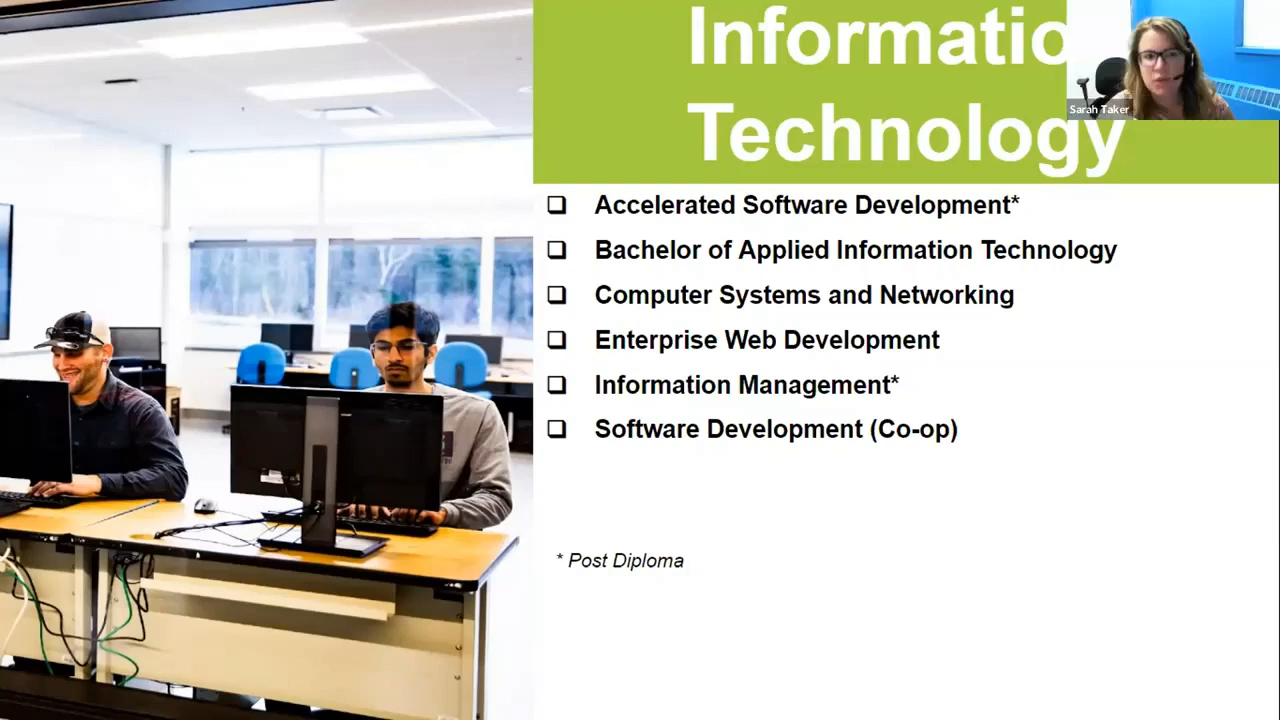 Informatio
Technology
Sarah Taker
❑ Accelerated Software Development*
❑ Bachelor of Applied Information Technology
❑ Computer Systems and Networking
❑ Enterprise Web Development
❑ Information Management*
❑ Software Development (Co-op)
* Post Diploma